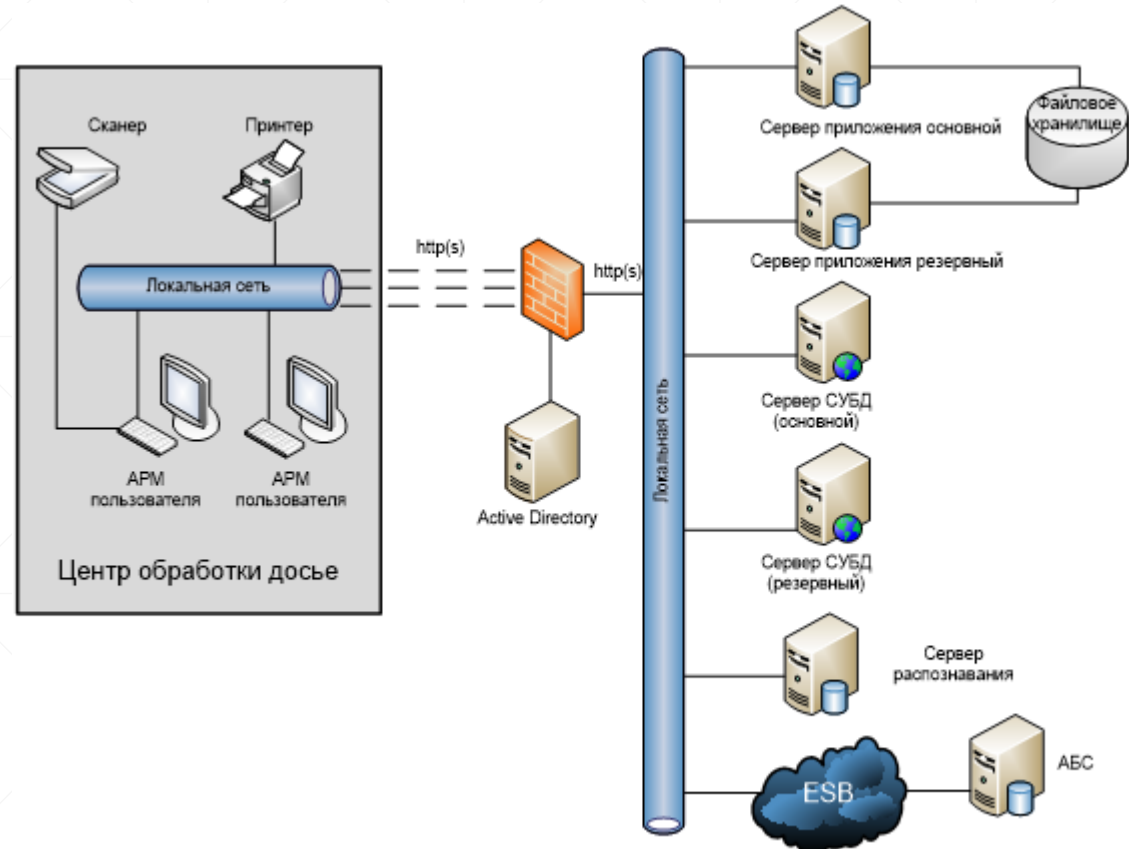 Сканер
Принтер
Локальная сеть
АРМ
пользователя
АРМ
пользователя
Центр обработки досье
http(s)
http(s)
Active Directory
Локальная сеть
Сервер приложения основной
Файловое
хранилище
Сервер приложения резервный
Сервер СУБД
(основной)
Сервер СУБД
(резервный)
Сервер
распознавания
ESB
АБС